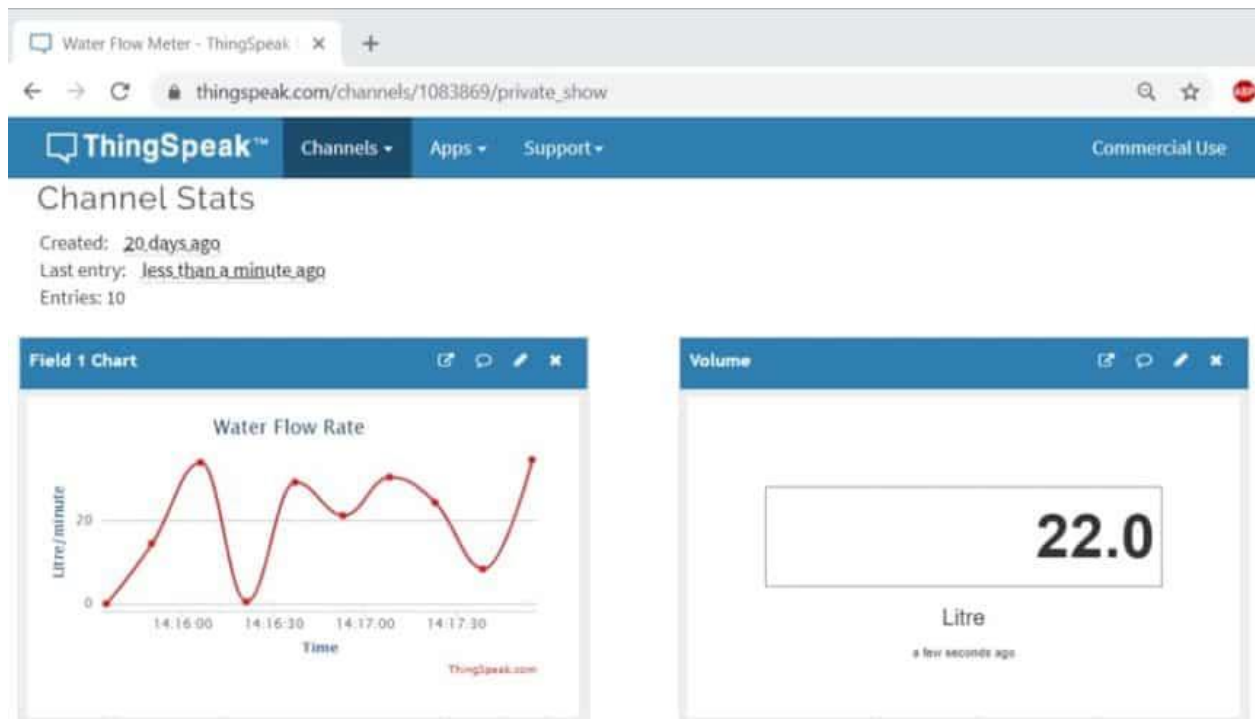 Water Flow Meter - ThingSpeak
thingspeak.com/channels/1083869/private_show
ABP
ThingSpeak™ Channels Apps Support Commercial Use
Channel Stats
Created: 20 days ago
Last entry: less than a minute ago
Entries: 10
Field 1 Chart
Water Flow Rate
Litre/minute
20
0
14:16:00 14:16:30 14:17:00 14:17:30
Time
ThingSpeak.com
Volume
22.0
Litre
a few seconds ago